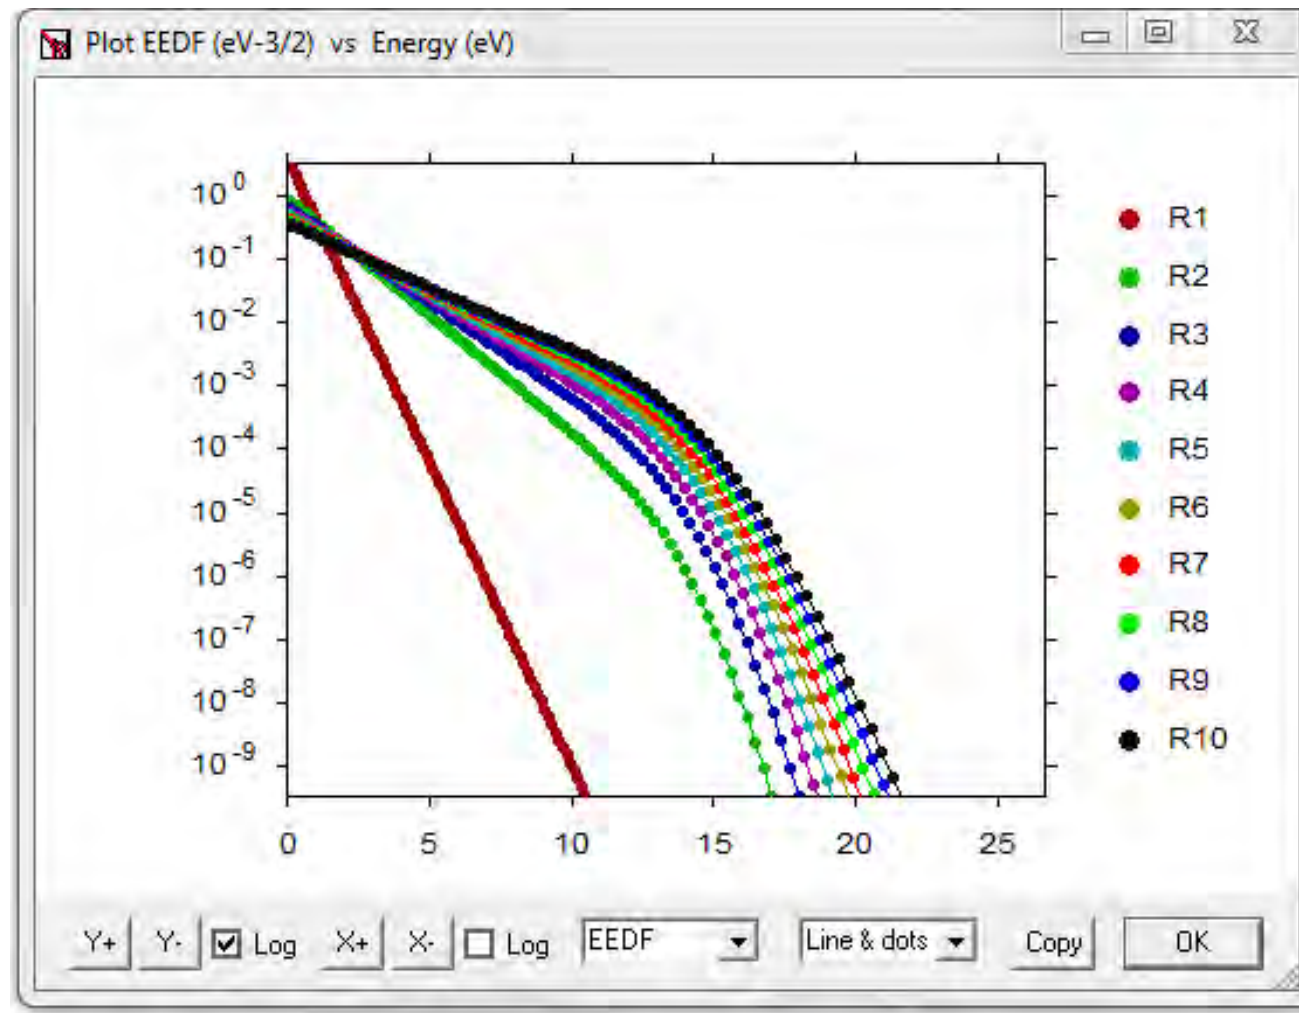 Plot EEDF (eV-3/2) vs Energy (eV)
10^0
10^-1
10^-2
10^-3
10^-4
10^-5
10^-6
10^-7
10^-8
10^-9
0 5 10 15 20 25
R1
R2
R3
R4
R5
R6
R7
R8
R9
R10
Y+ Y- Log X+ X- Log EEDF Line & dots Copy OK